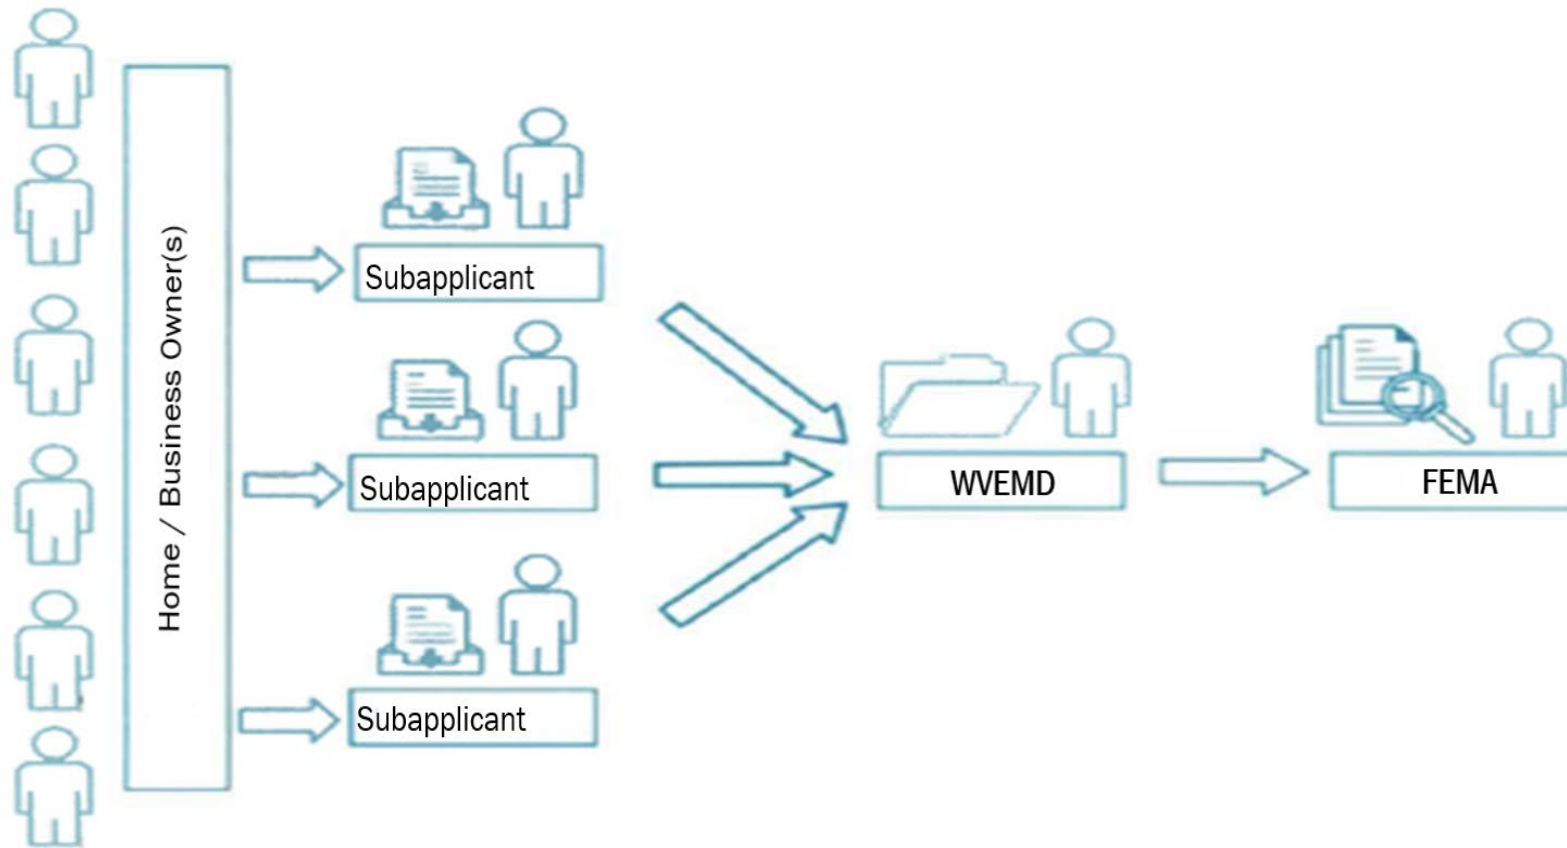 Home / Business Owner(s)
Subapplicant
Subapplicant
Subapplicant
WVEMD
FEMA